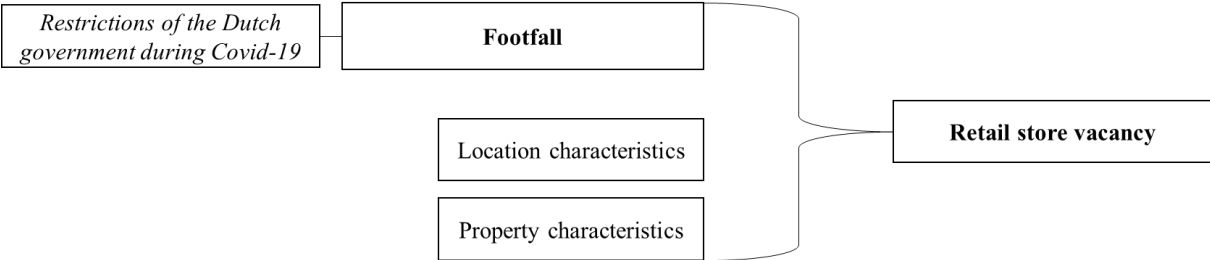 Restrictions of the Dutch
government during Covid-19
Footfall
Location characteristics
Property characteristics
Retail store vacancy